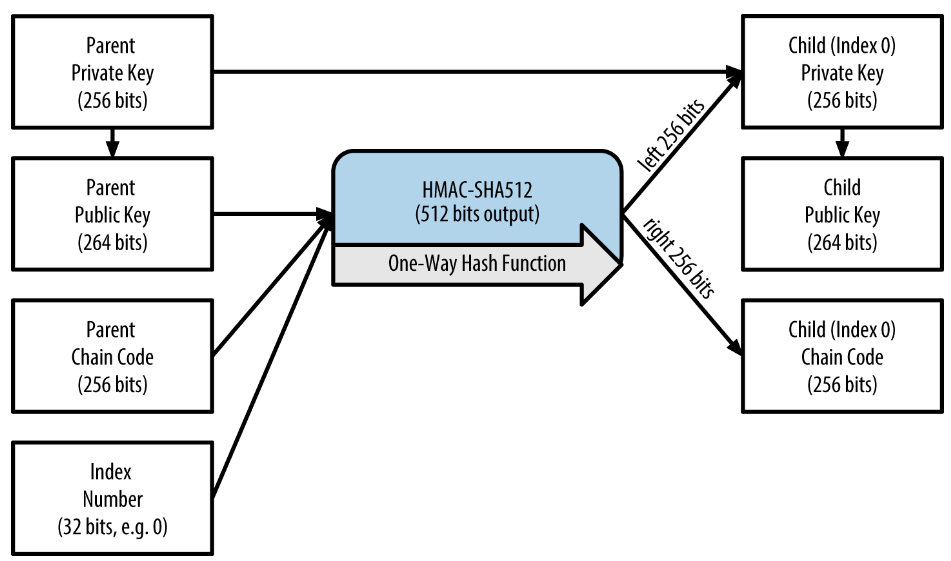 Parent
Private Key
(256 bits)
Parent
Public Key
(264 bits)
Parent
Chain Code
(256 bits)
Index
Number
(32 bits, e.g. 0)
HMAC-SHA512
(512 bits output)
One-Way Hash Function
left 256 bits
right 256 bits
Child (Index 0)
Private Key
(256 bits)
Child
Public Key
(264 bits)
Child (Index 0)
Chain Code
(256 bits)